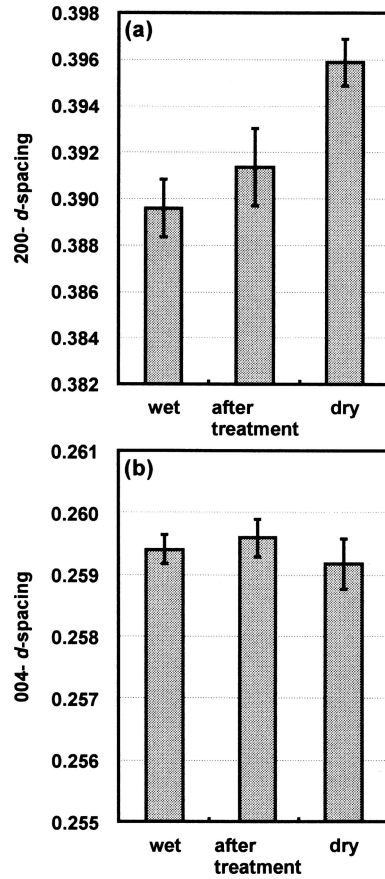 (a)
200- d-spacing
0.398
0.396
0.394
0.392
0.390
0.388
0.386
0.384
0.382
wet after dry
treatment
(b)
004- d-spacing
0.261
0.260
0.259
0.258
0.257
0.256
0.255
wet after dry
treatment